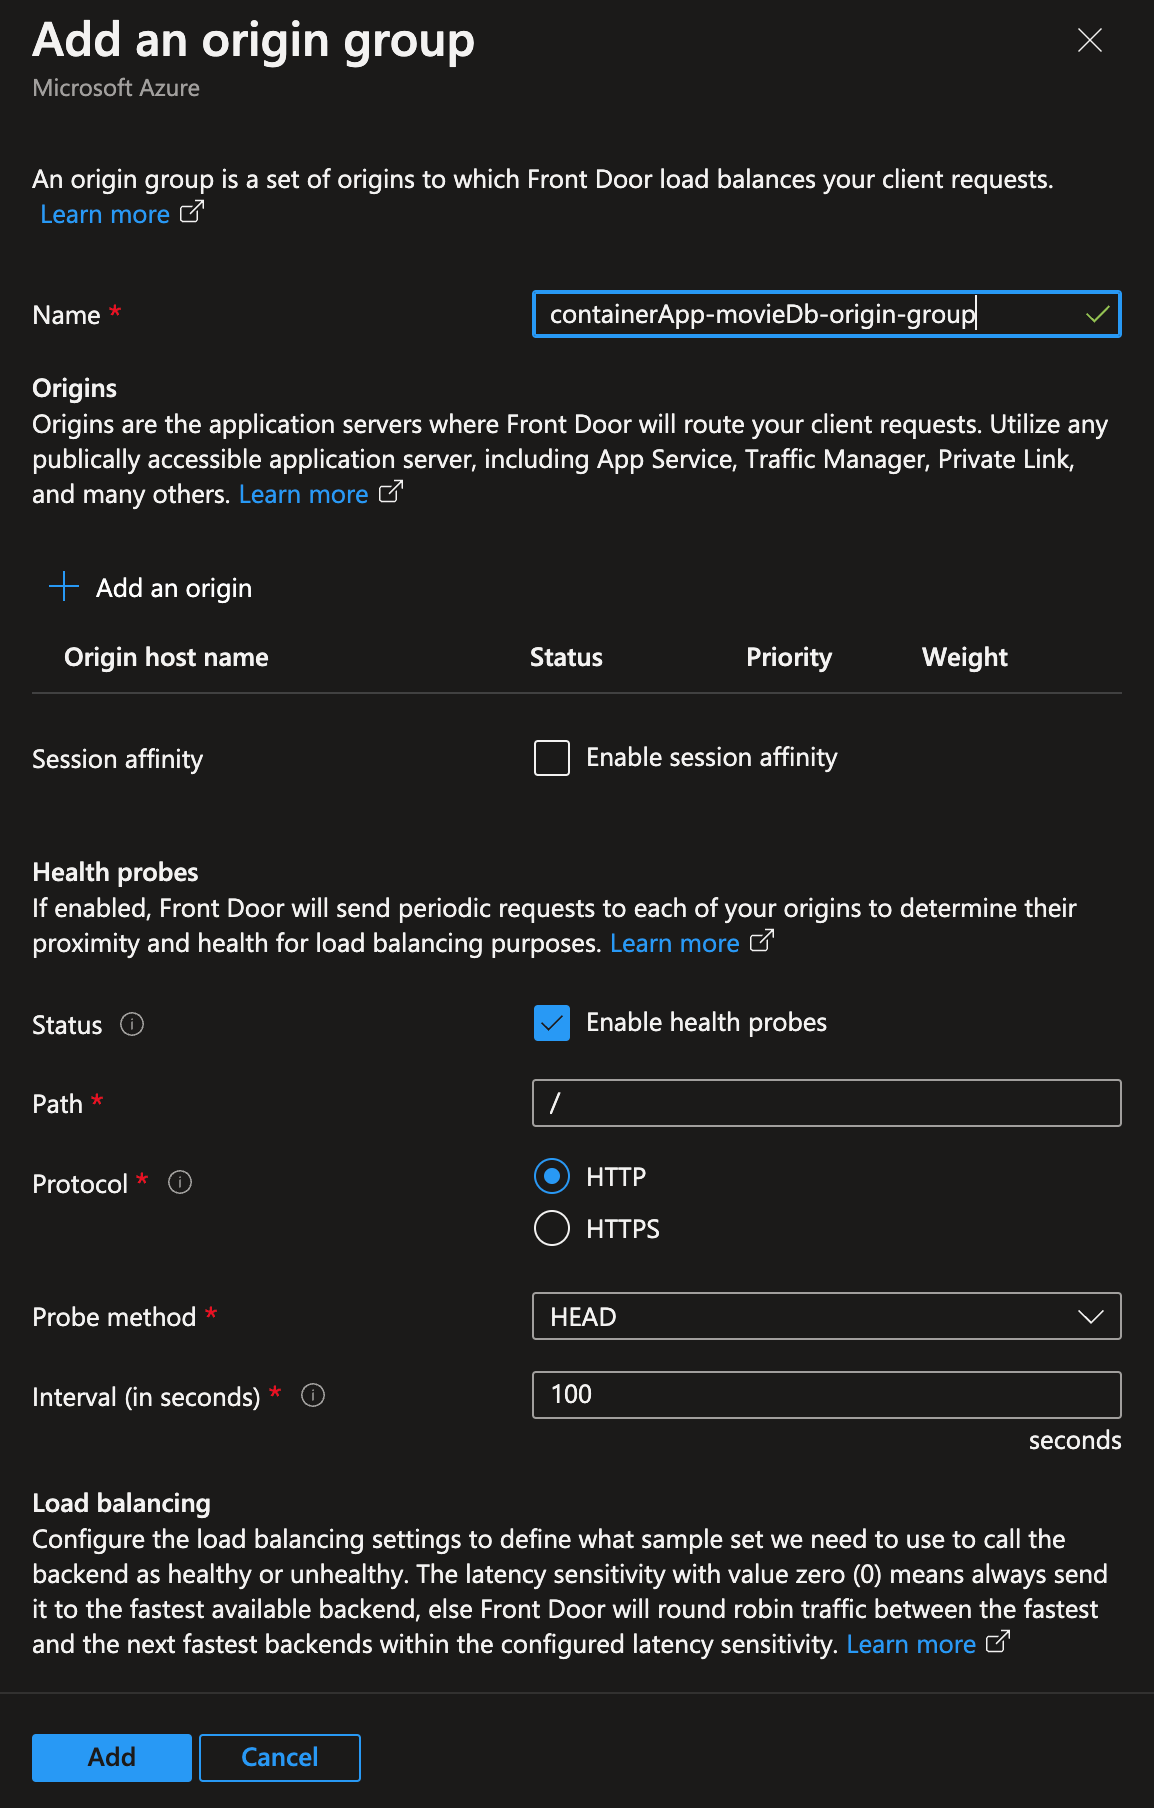 Add an origin group
Microsoft Azure
An origin group is a set of origins to which Front Door load balances your client requests.
Learn more
Name *
containerApp-movieDb-origin-group
Origins
Origins are the application servers where Front Door will route your client requests. Utilize any
publically accessible application server, including App Service, Traffic Manager, Private Link,
and many others. Learn more
Add an origin
Origin host name Status Priority Weight
Session affinity
Enable session affinity
Health probes
If enabled, Front Door will send periodic requests to each of your origins to determine their
proximity and health for load balancing purposes. Learn more
Status
Enable health probes
Path *
/
Protocol *
HTTP
HTTPS
Probe method *
HEAD
Interval (in seconds) *
100
seconds
Load balancing
Configure the load balancing settings to define what sample set we need to use to call the
backend as healthy or unhealthy. The latency sensitivity with value zero (0) means always send
it to the fastest available backend, else Front Door will round robin traffic between the fastest
and the next fastest backends within the configured latency sensitivity. Learn more
Add
Cancel